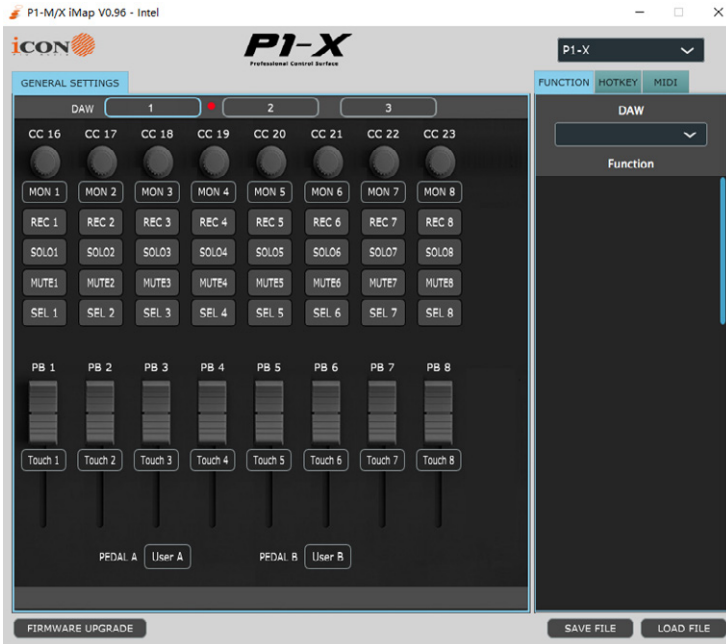 P1-M/X iMap V0.96 - Intel
iCON
P1-X
Professional Control Surface
P1-X
GENERAL SETTINGS
FUNCTION HOTKEY MIDI
DAW 1 2 3
DAW
CC 16 CC 17 CC 18 CC 19 CC 20 CC 21 CC 22 CC 23
Function
MON 1 MON 2 MON 3 MON 4 MON 5 MON 6 MON 7 MON 8
REC 1 REC 2 REC 3 REC 4 REC 5 REC 6 REC 7 REC 8
SOLO1 SOLO2 SOLO3 SOLO4 SOLO5 SOLO6 SOLO7 SOLO8
MUTE1 MUTE2 MUTE3 MUTE4 MUTE5 MUTE6 MUTE7 MUTE8
SEL 1 SEL 2 SEL 3 SEL 4 SEL 5 SEL 6 SEL 7 SEL 8
PB 1 PB 2 PB 3 PB 4 PB 5 PB 6 PB 7 PB 8
Touch 1 Touch 2 Touch 3 Touch 4 Touch 5 Touch 6 Touch 7 Touch 8
PEDAL A User A PEDAL B User B
FIRMWARE UPGRADE SAVE FILE LOAD FILE